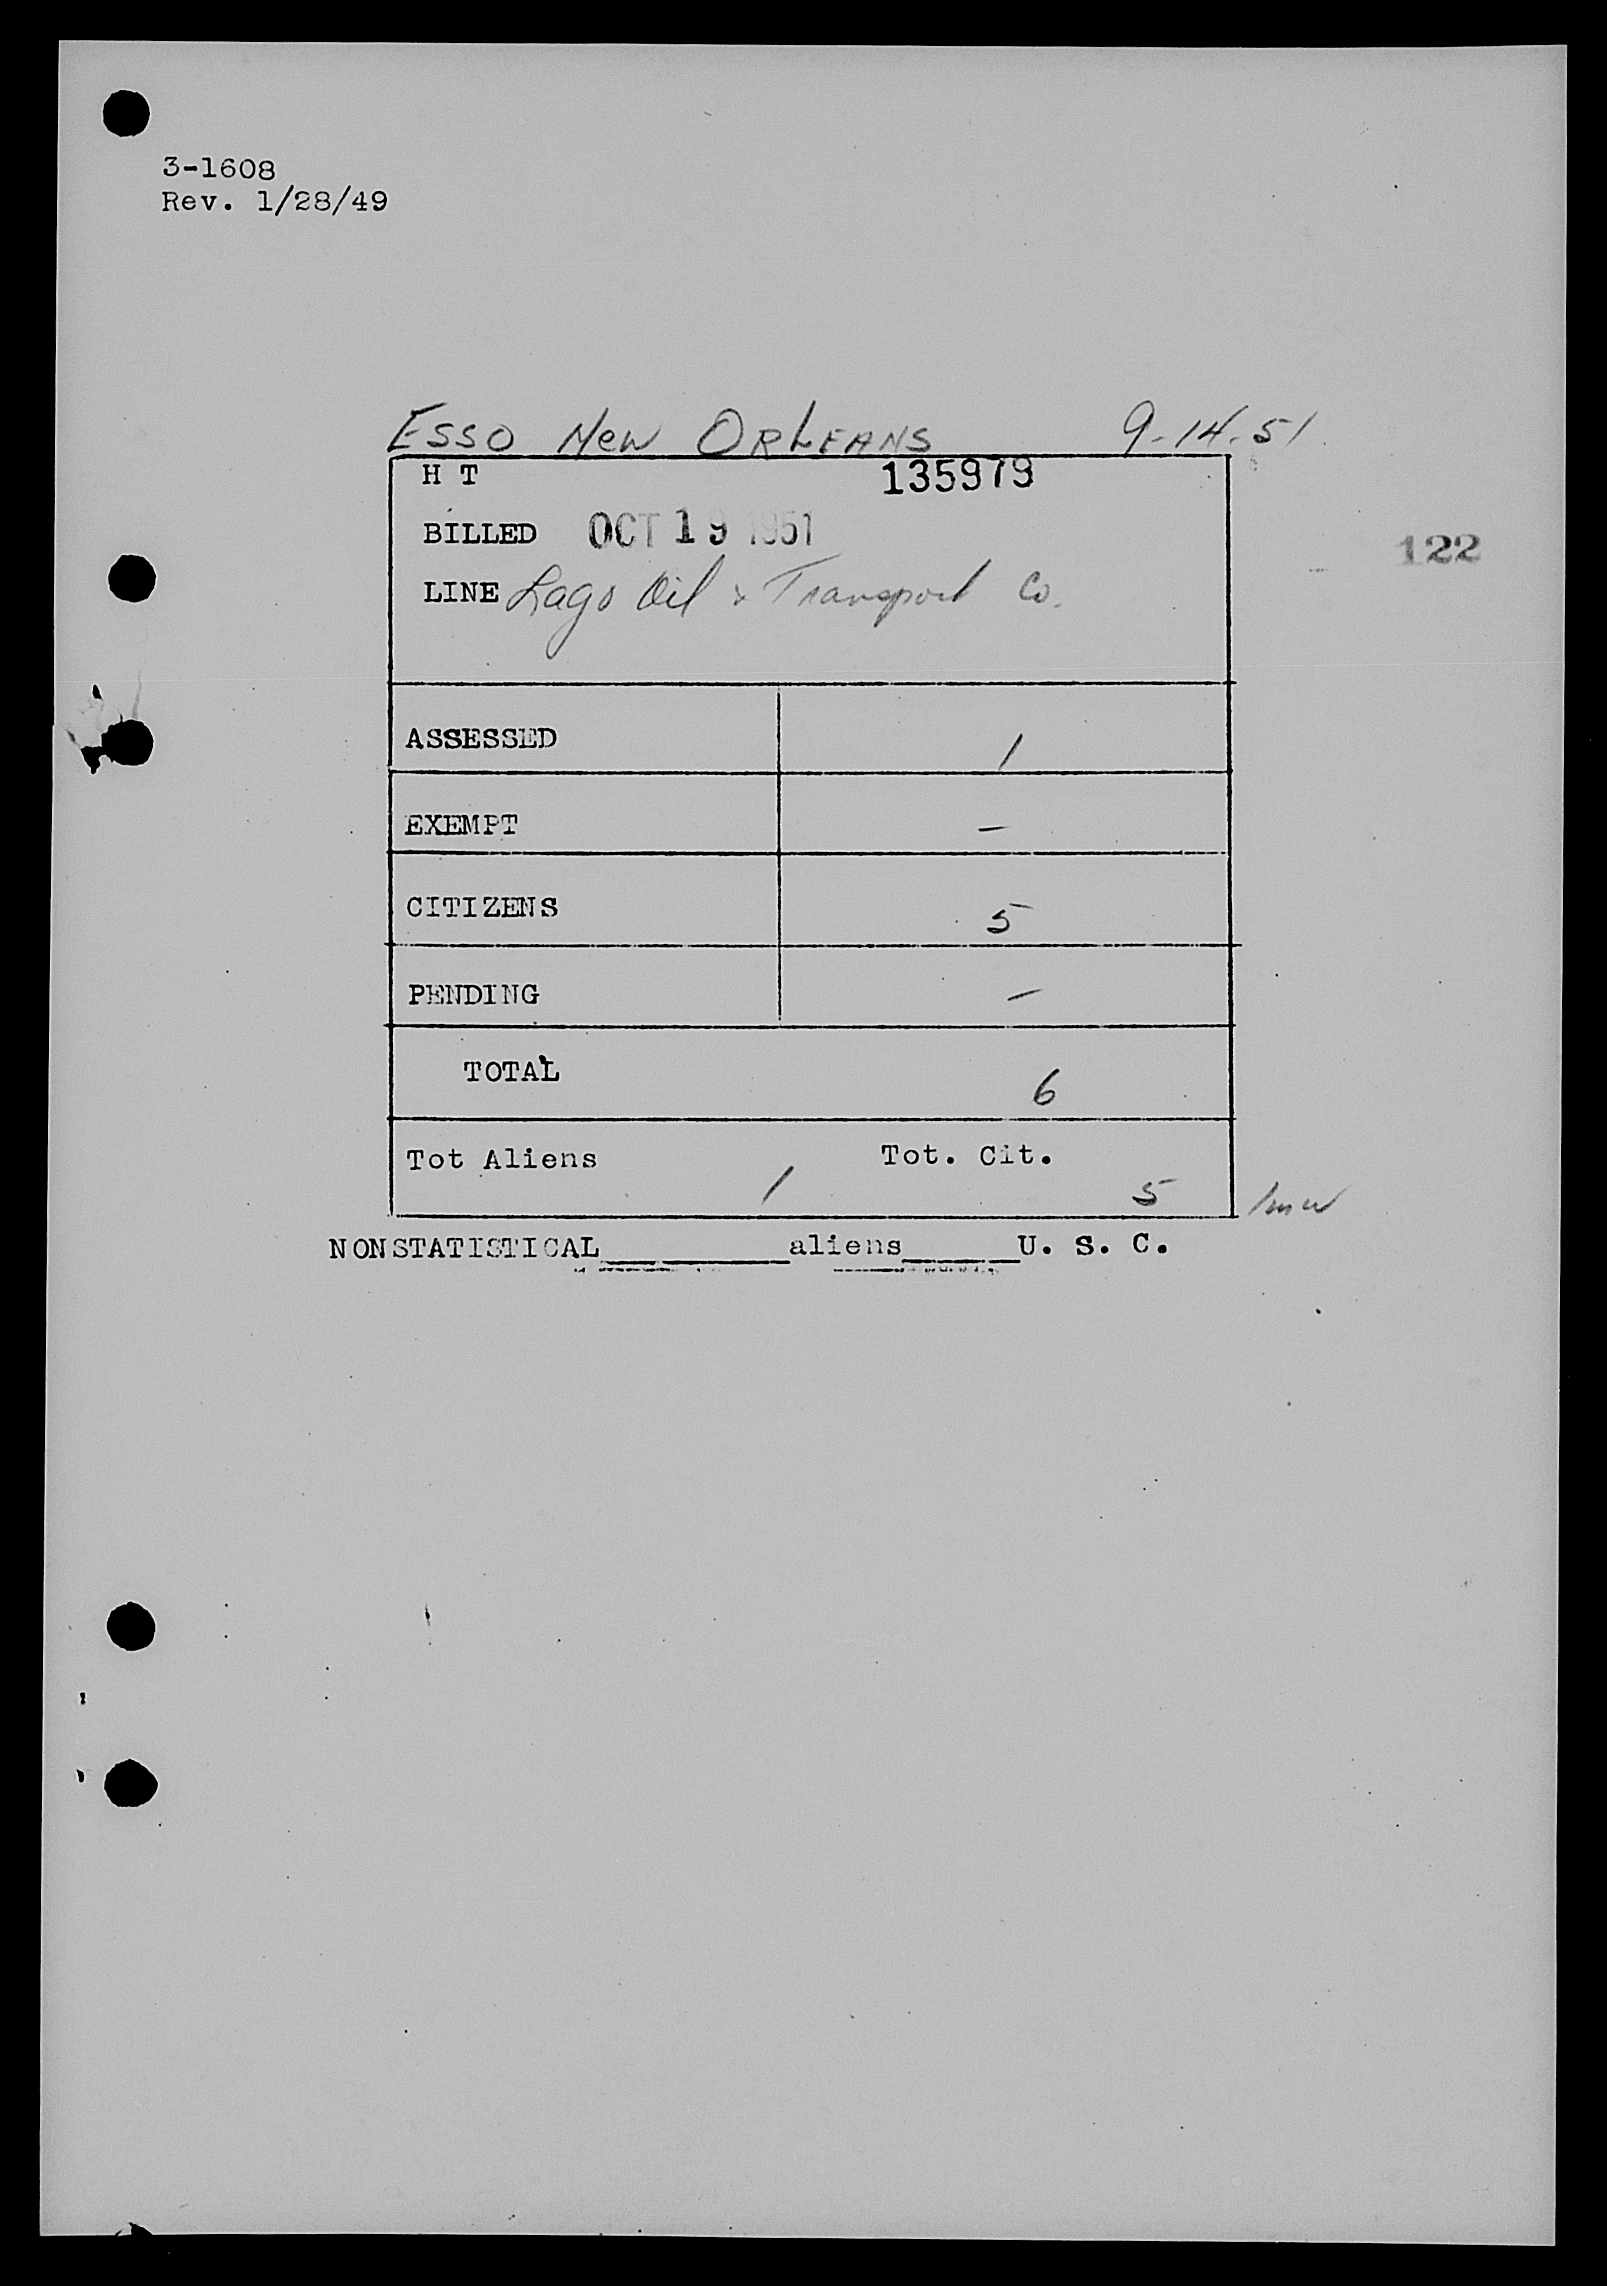 3-1608
Rev. 1/28/49
ESSO NEW ORLEANS 9-14-51
H T 135979
BILLED OCT 19 1951
122
LINE Lago Oil & Transport Co.
ASSESSED 1
EXEMPT -
CITIZENS 5
PENDING -
TOTAL 6
Tot Aliens 1 Tot. Cit. 5
NONSTATISTICAL aliens U. S. C.